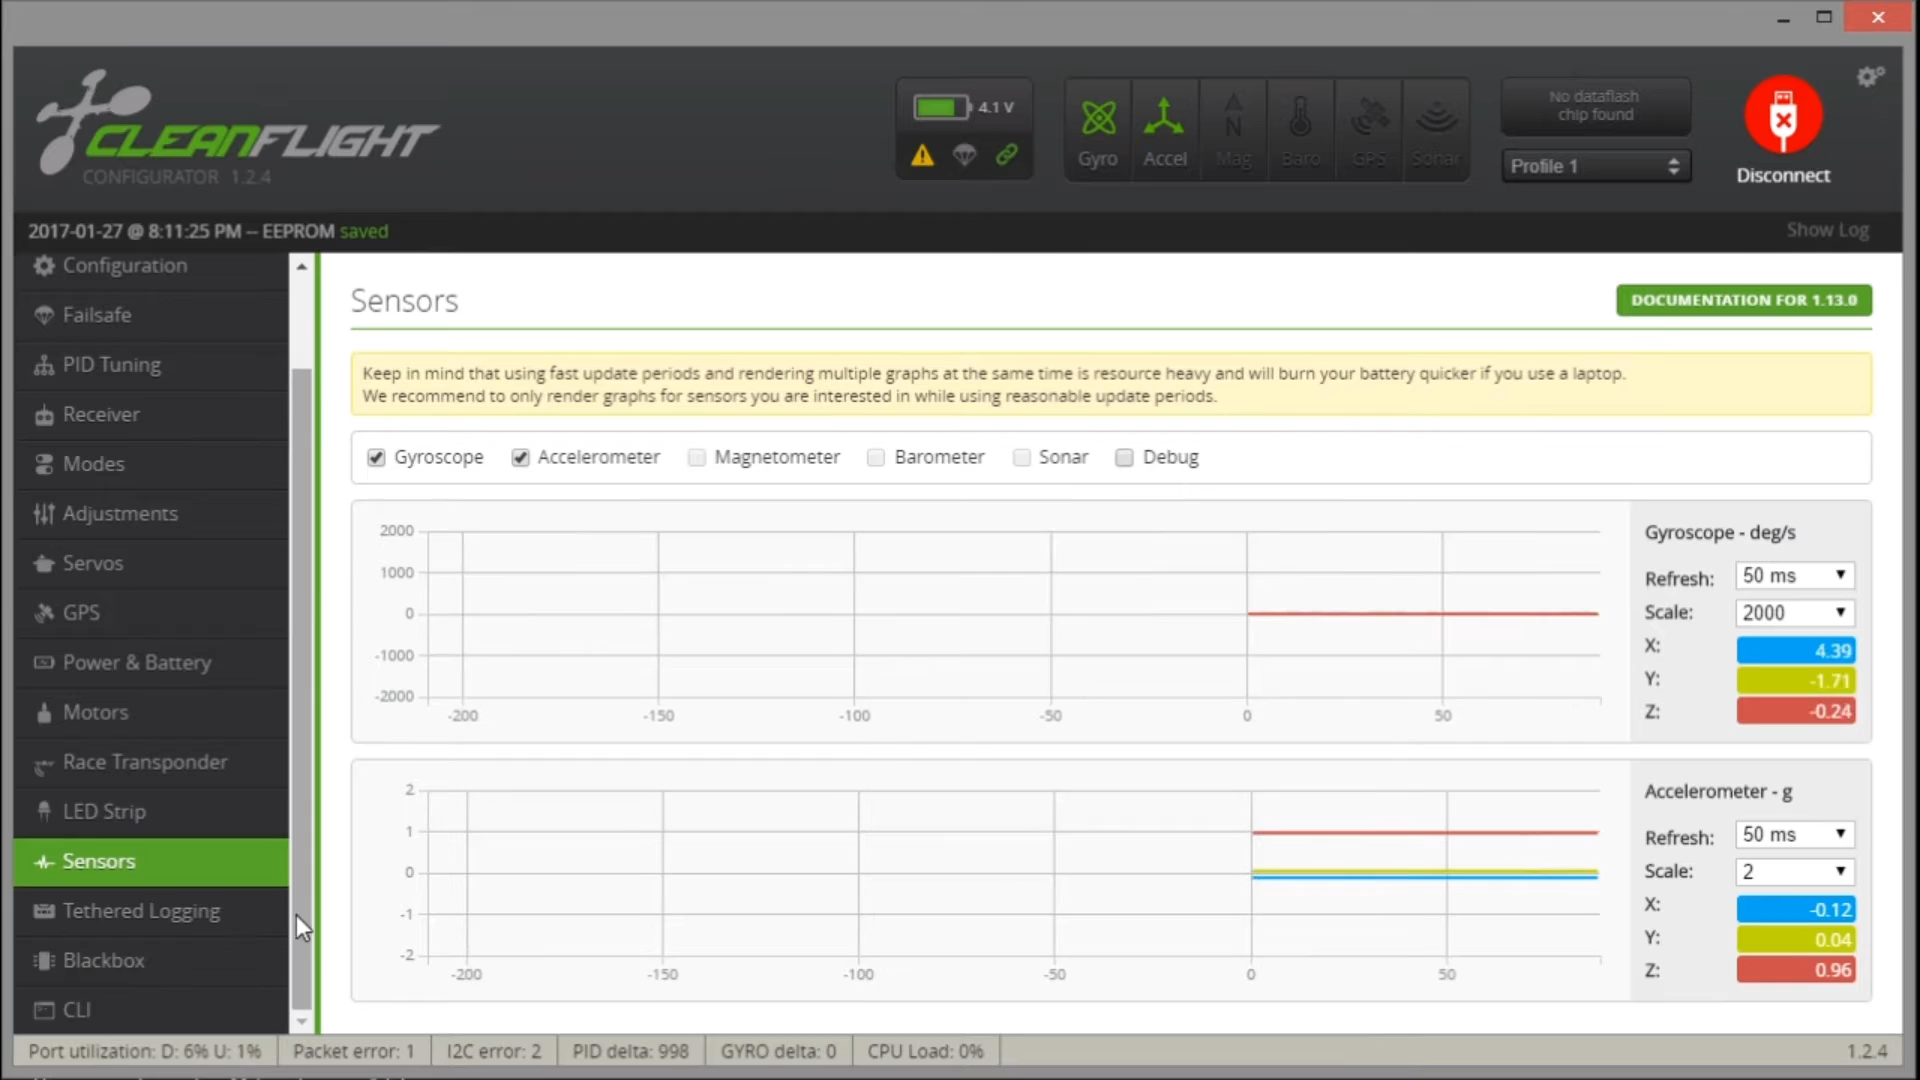 4.1 V
Gyro
Accel
Mag
Baro
GPS
Sonar
No dataflash
chip found
Profile 1
Disconnect
CLEANFLIGHT
CONFIGURATOR 1.2.4
2017-01-27 @ 8:11:25 PM -- EEPROM saved
Show Log
Configuration
Failsafe
PID Tuning
Receiver
Modes
Adjustments
Servos
GPS
Power & Battery
Motors
Race Transponder
LED Strip
Sensors
Tethered Logging
Blackbox
CLI
Sensors
DOCUMENTATION FOR 1.13.0
Keep in mind that using fast update periods and rendering multiple graphs at the same time is resource heavy and will burn your battery quicker if you use a laptop.
We recommend to only render graphs for sensors you are interested in while using reasonable update periods.
Gyroscope Accelerometer Magnetometer Barometer Sonar Debug
2000
1000
0
-1000
-2000
-200 -150 -100 -50 0 50
Gyroscope - deg/s
Refresh: 50 ms
Scale: 2000
X: 4.39
Y: -1.71
Z: -0.24
2
1
0
-1
-2
-200 -150 -100 -50 0 50
Accelerometer - g
Refresh: 50 ms
Scale: 2
X: -0.12
Y: 0.04
Z: 0.96
Port utilization: D: 6% U: 1% Packet error: 1 I2C error: 2 PID delta: 998 GYRO delta: 0 CPU Load: 0% 1.2.4